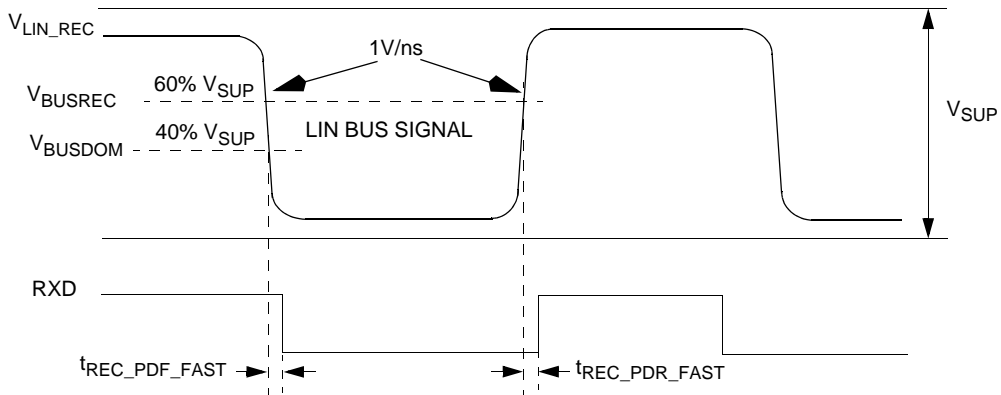 V_LIN_REC
1V/ns
60% V_SUP
V_BUSREC
V_SUP
40% V_SUP
LIN BUS SIGNAL
V_BUSDOM
RXD
t_REC_PDF_FAST
t_REC_PDR_FAST